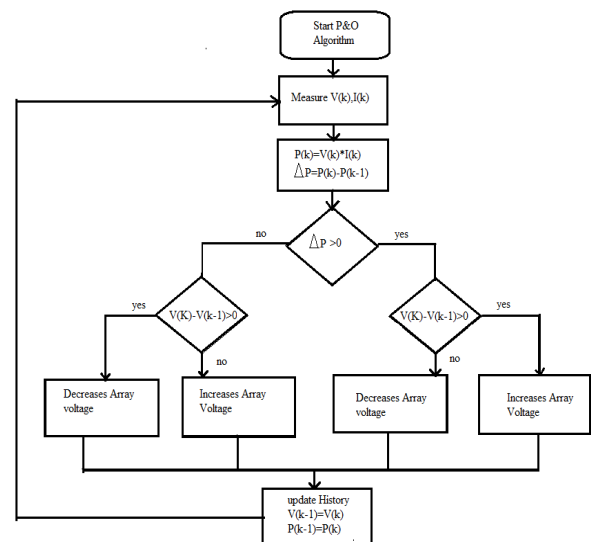 Start P&O
Algorithm
Measure V(k),I(k)
P(k)=V(k)*I(k)
△P=P(k)-P(k-1)
no
△P >0
yes
yes
V(K)-V(k-1)>0
no
V(K)-V(k-1)>0
yes
no
Decreases Array
voltage
Increases Array
Voltage
Decreases Array
voltage
Increases Array
Voltage
update History
V(k-1)=V(k)
P(k-1)=P(k)